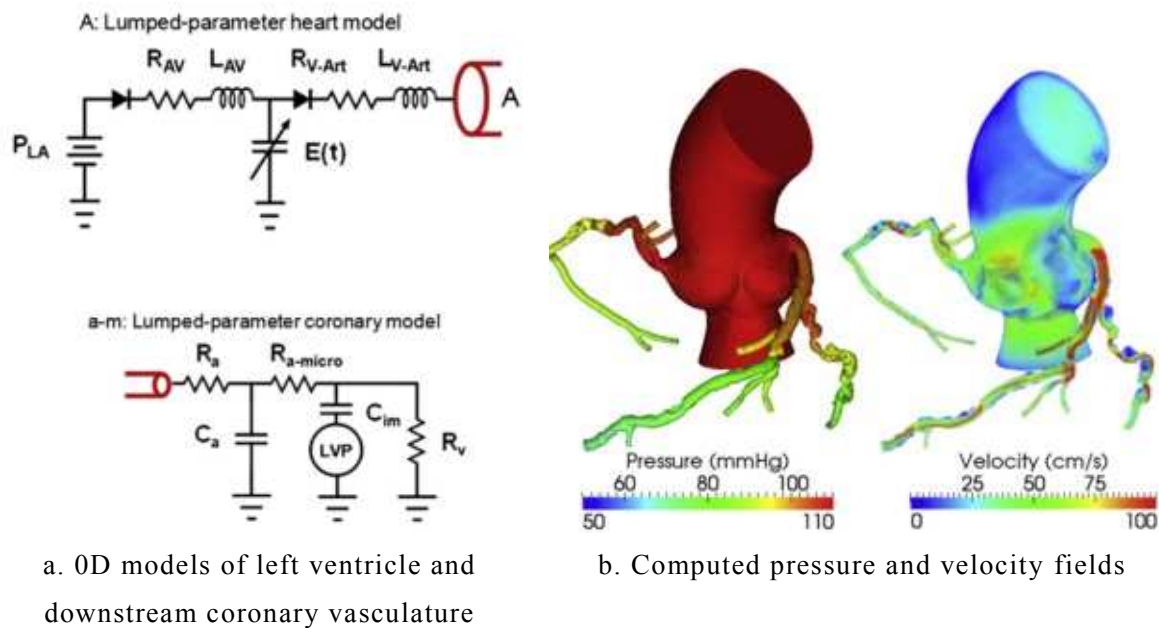 A: Lumped-parameter heart model
R_AV L_AV R_V-Art L_V-Art
A
P_LA
E(t)
a-m: Lumped-parameter coronary model
R_a R_a-micro
C_a
C_im
LVP
R_v
Pressure (mmHg)
60 80 100
50 110
Velocity (cm/s)
25 50 75
0 100
a. 0D models of left ventricle and
downstream coronary vasculature
b. Computed pressure and velocity fields